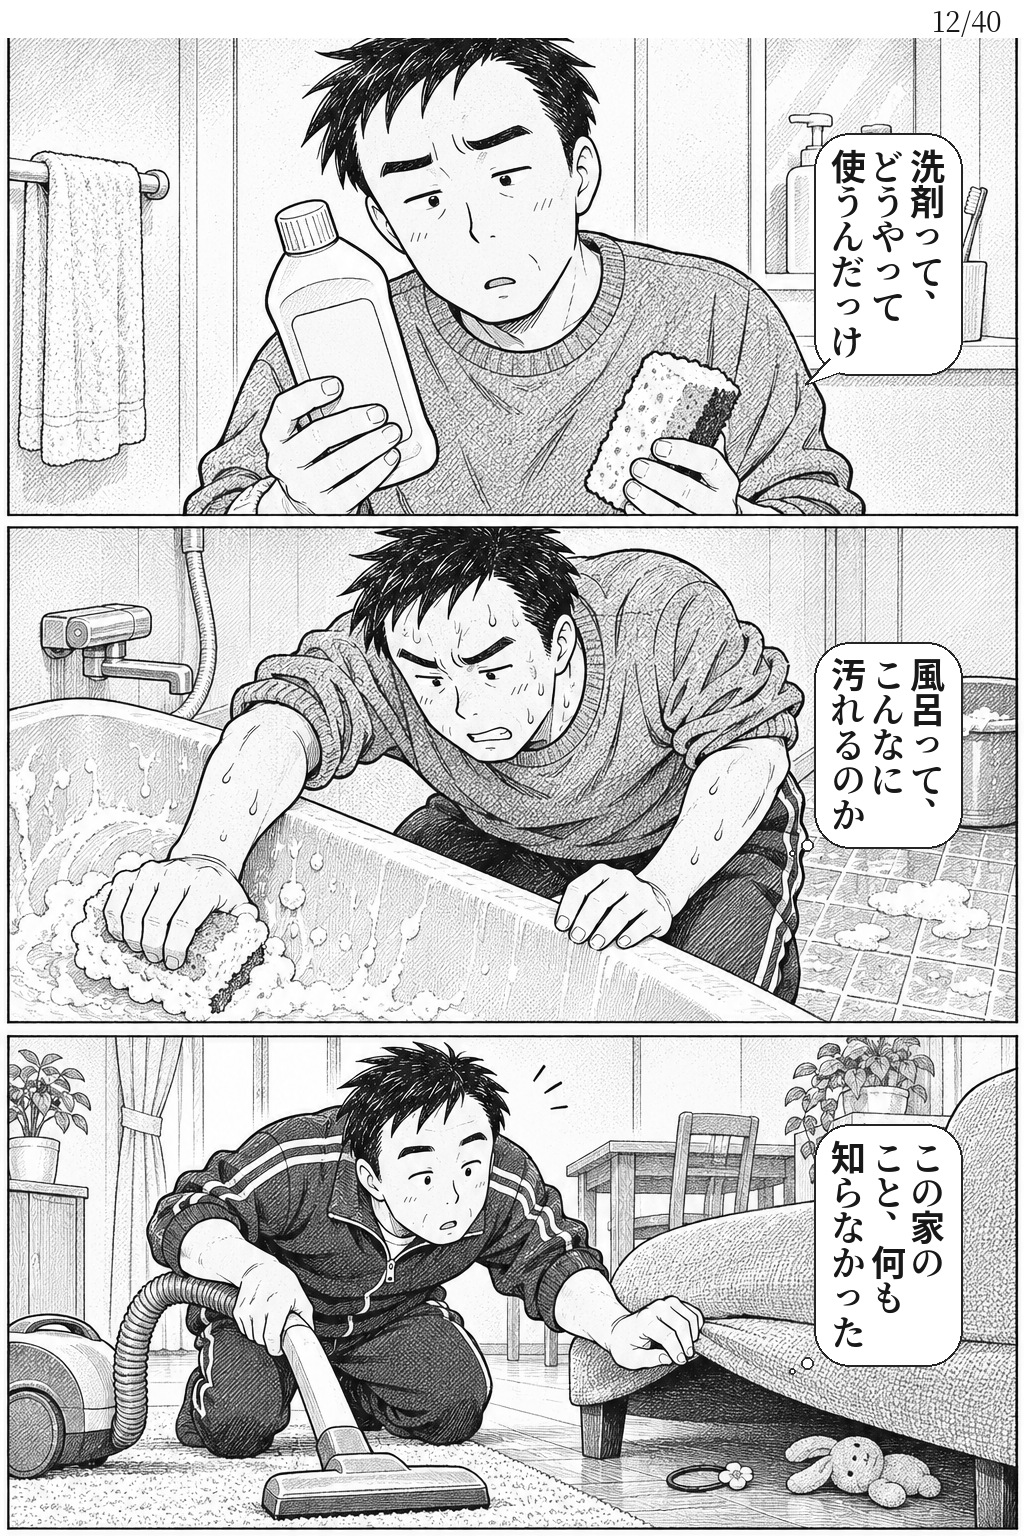 12/40
洗剤って、
どうやって
使うんだっけ
風呂って、
こんなに
汚れるのか
この家の
こと、何も
知らなかった